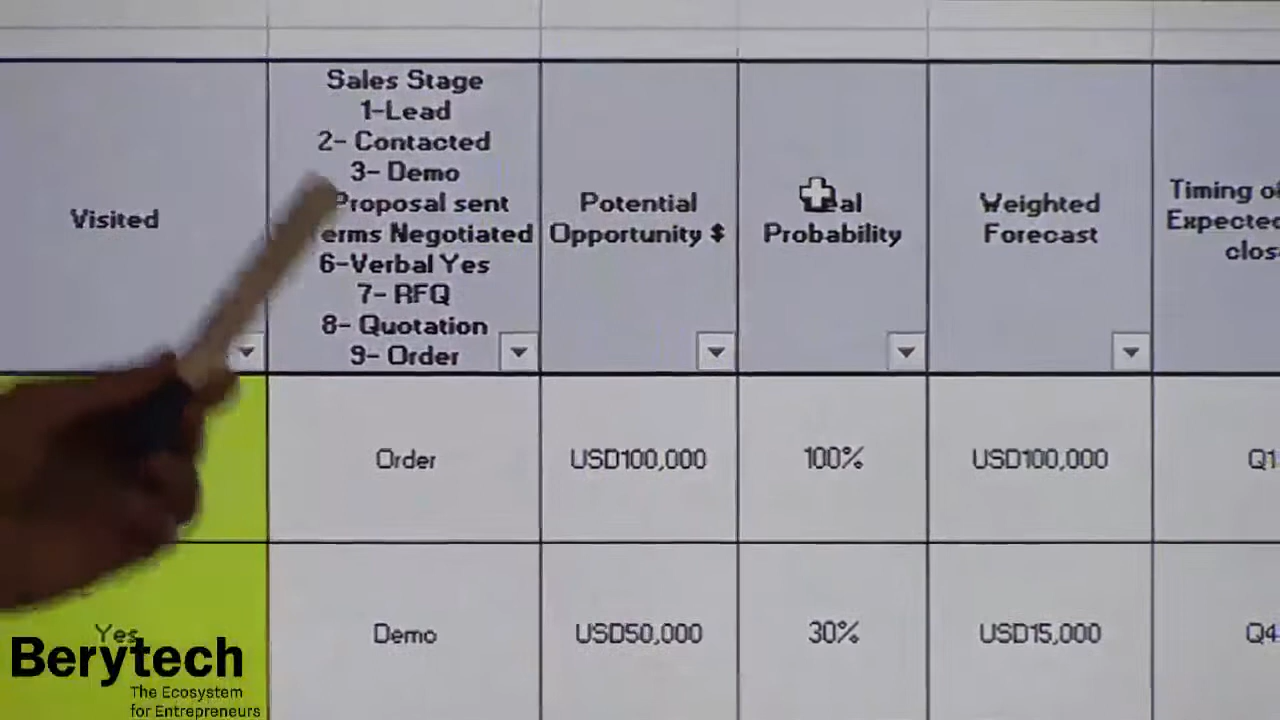 Visited
Sales Stage
1-Lead
2- Contacted
3- Demo
Proposal sent
erms Negotiated
6-Verbal Yes
7- RFQ
8- Quotation
9- Order
Potential
Opportunity $
Probability
Weighted
Forecast
Timing of
Expected
clos
Order
USD100,000
100%
USD100,000
Q1
Yes
Demo
USD50,000
30%
USD15,000
Q4
Berytech
The Ecosystem
for Entrepreneurs